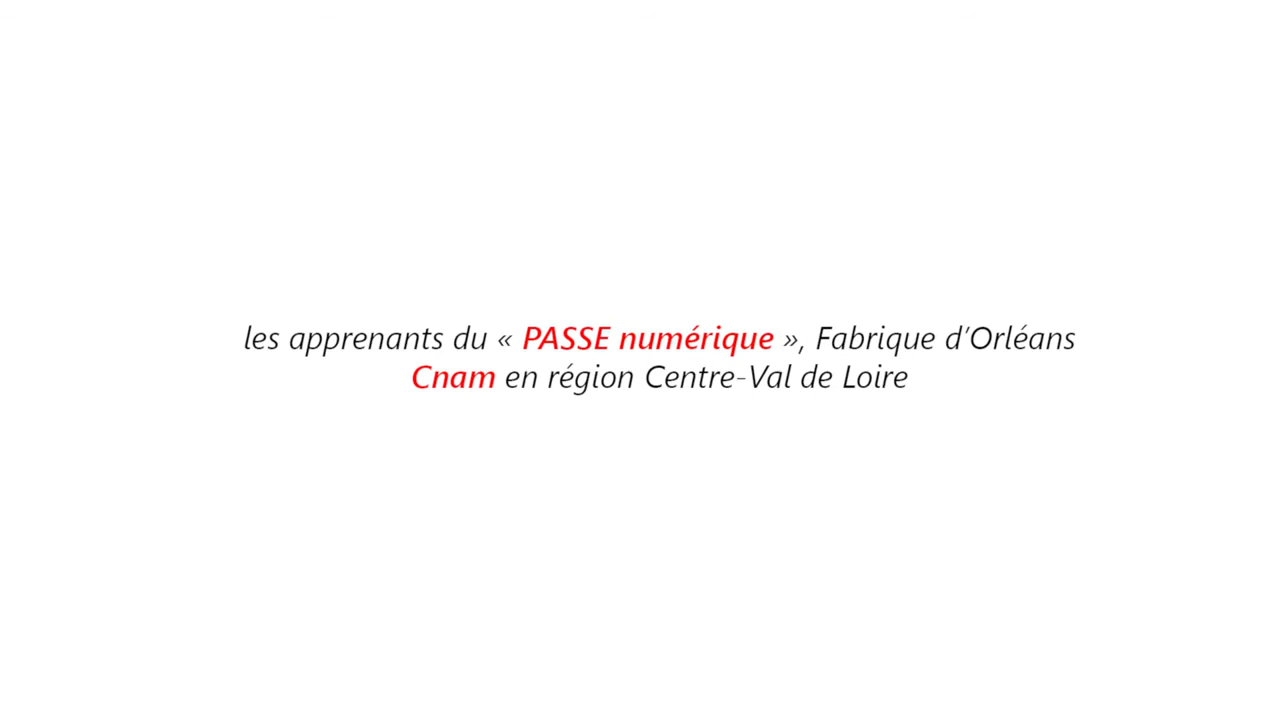 les apprenants du « PASSE numérique », Fabrique d’Orléans
Cnam en région Centre-Val de Loire